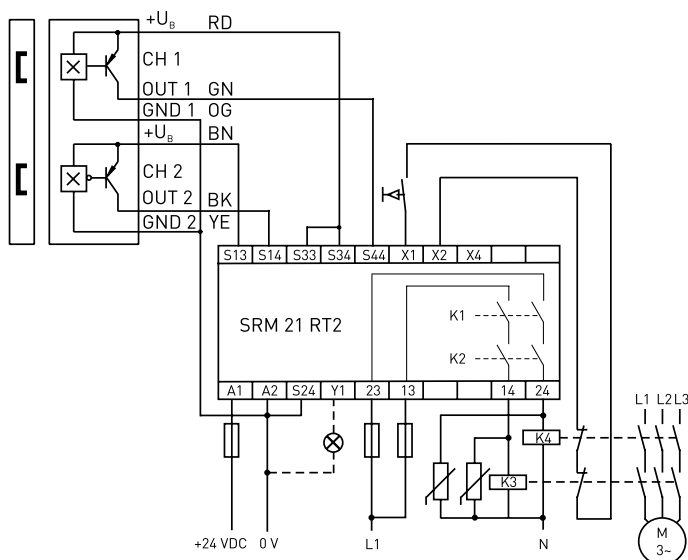 +U_B RD
CH 1
OUT 1 GN
GND 1 OG
+U_B BN
CH 2
OUT 2 BK
GND 2 YE
S13 S14 S33 S34 S44 X1 X2 X4
SRM 21 RT2
K1
K2
A1 A2 S24 Y1 23 13 14 24
L1 L2 L3
K4
K3
+24 VDC 0 V L1 N
M
3~